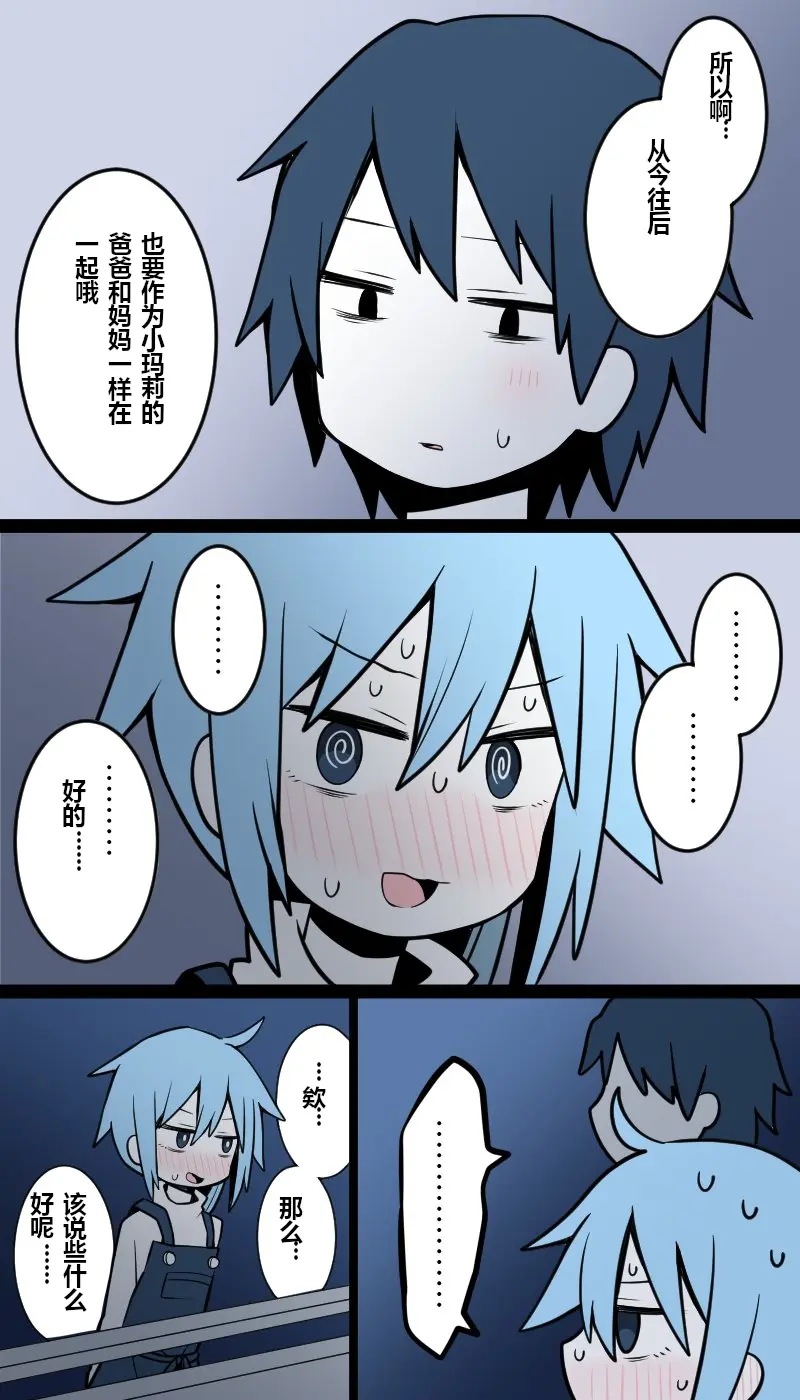 所以啊…
从今往后
也要作为小玛莉的
爸爸和妈妈一样在
一起哦
………
………
………
………
好的……
…………
…欸…
那么…
该说些什么
好呢……